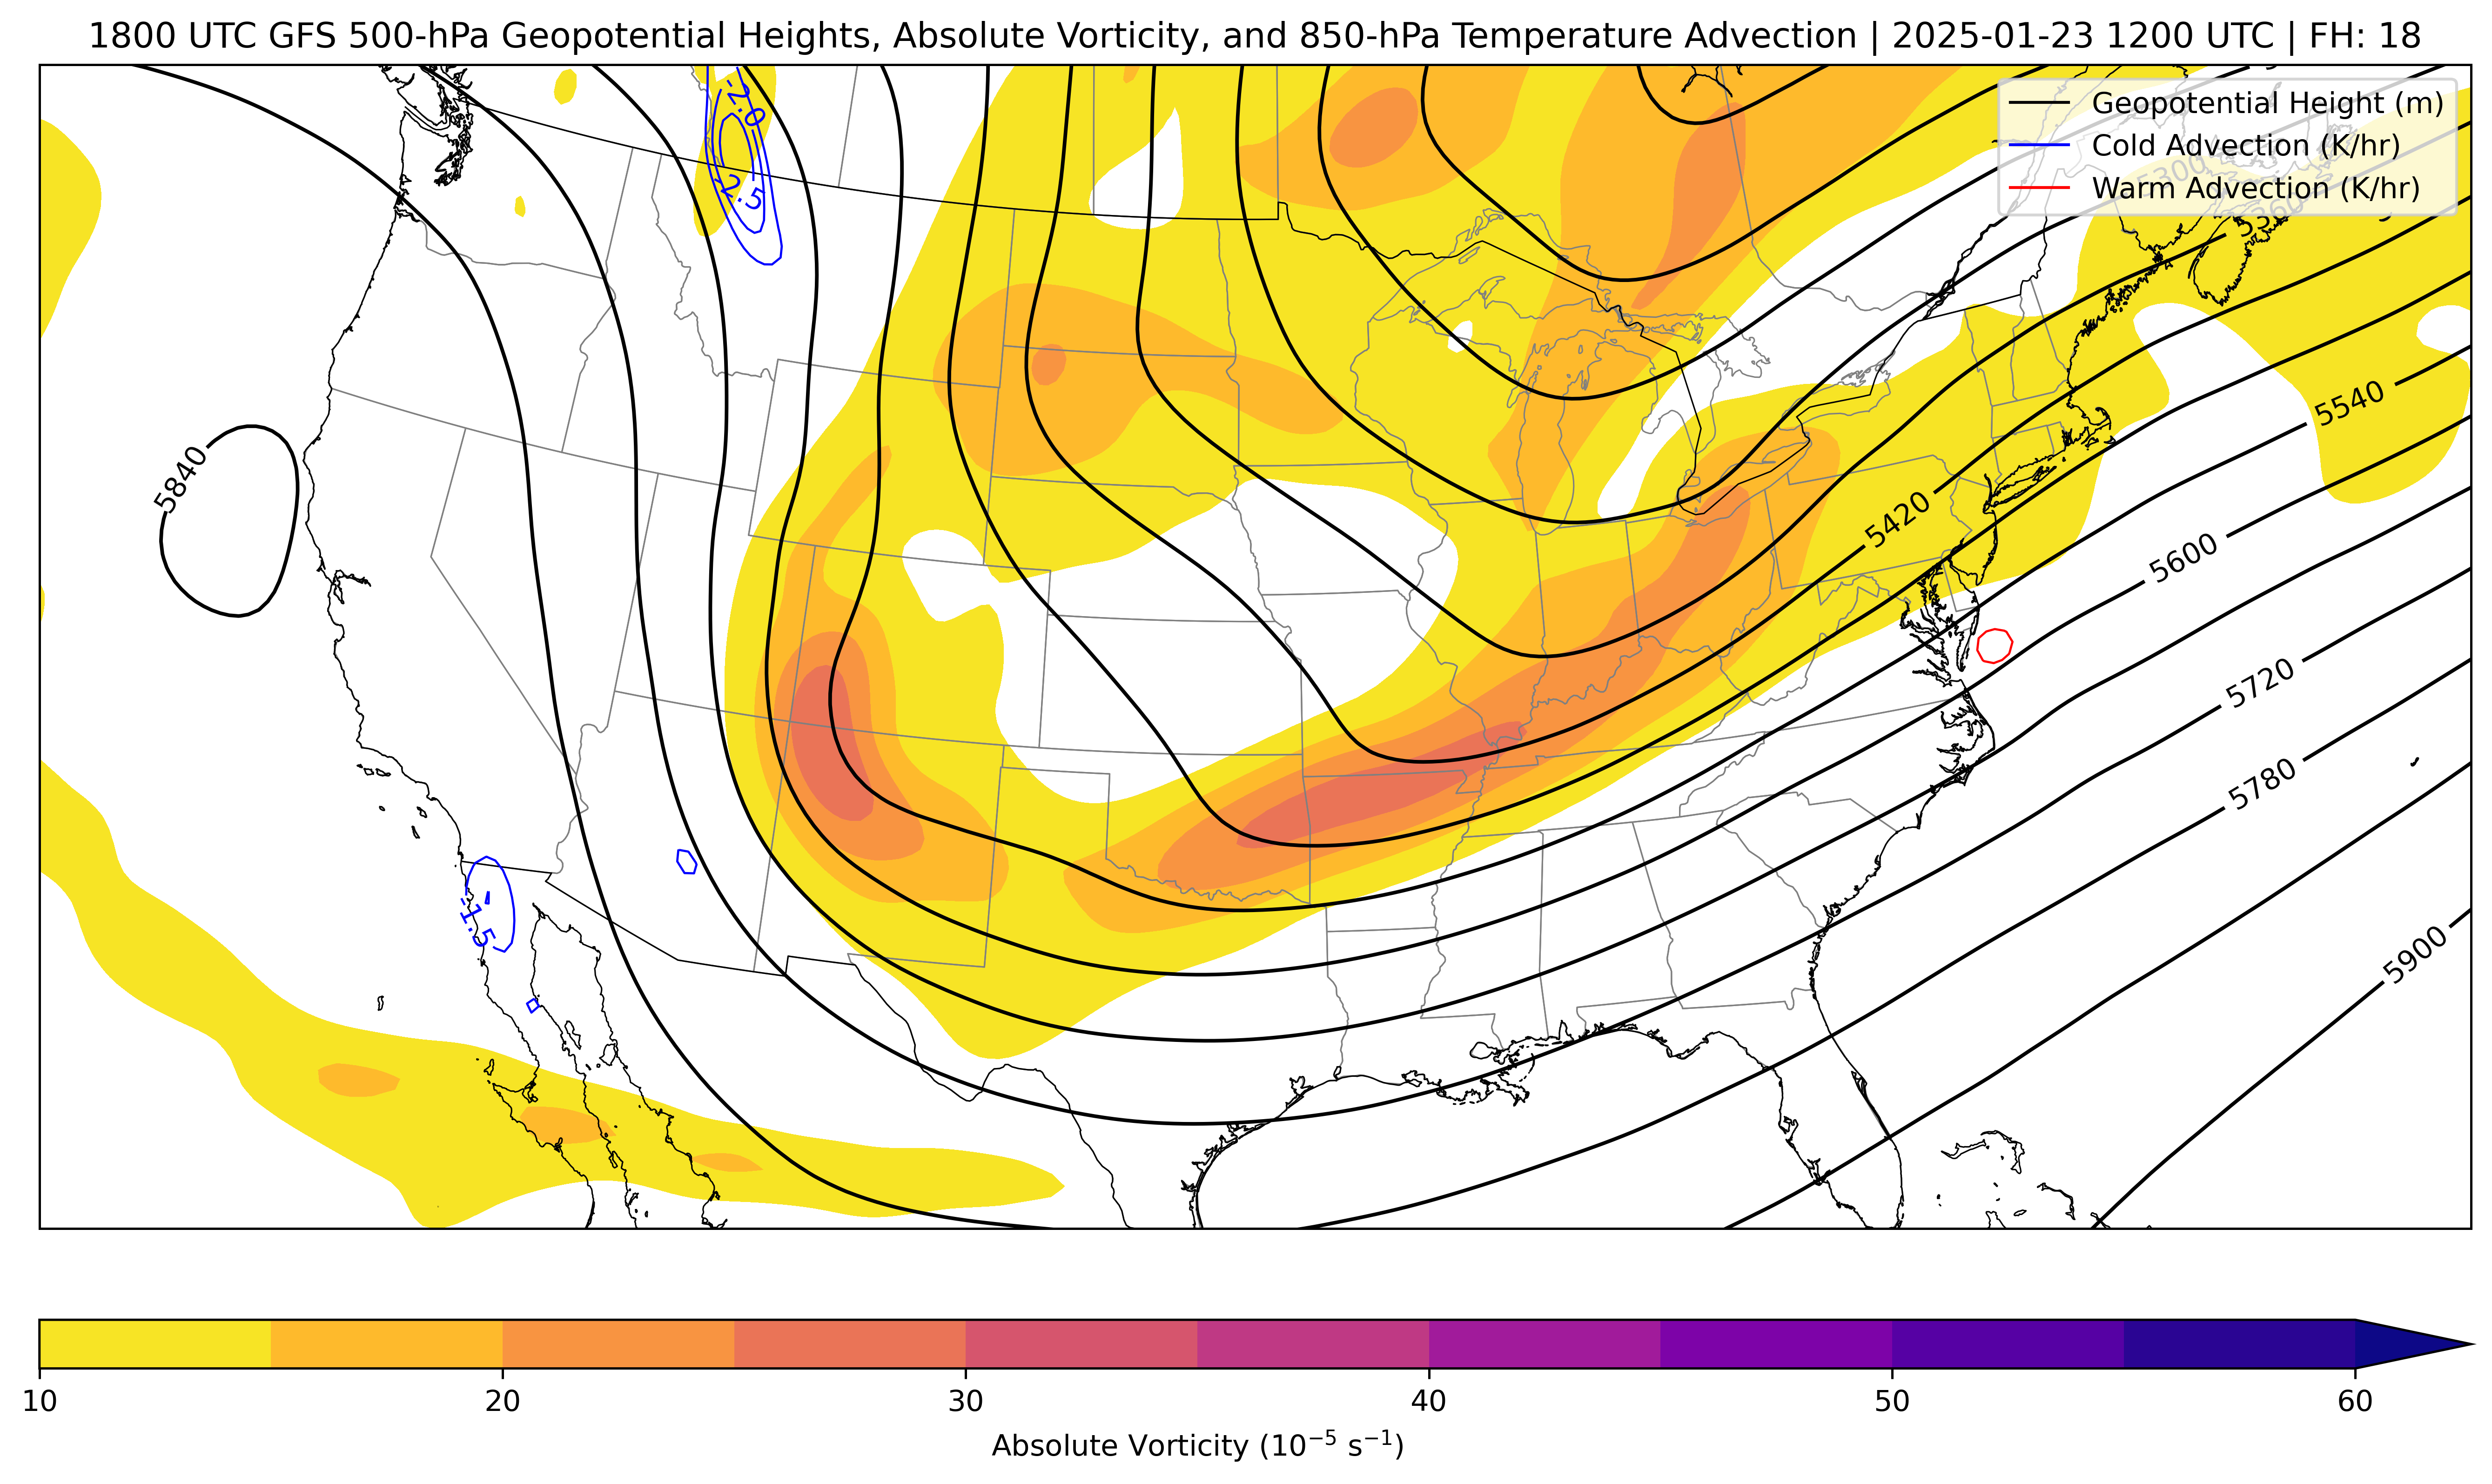 1800 UTC GFS 500-hPa Geopotential Heights, Absolute Vorticity, and 850-hPa Temperature Advection | 2025-01-23 1200 UTC | FH: 18
Geopotential Height (m)
Cold Advection (K/hr)
Warm Advection (K/hr)
-2.0
-2.5
5300
5360
5840
5540
5420
5600
5720
5780
-1.5
5900
10 20 30 40 50 60
Absolute Vorticity (10⁻⁵ s⁻¹)